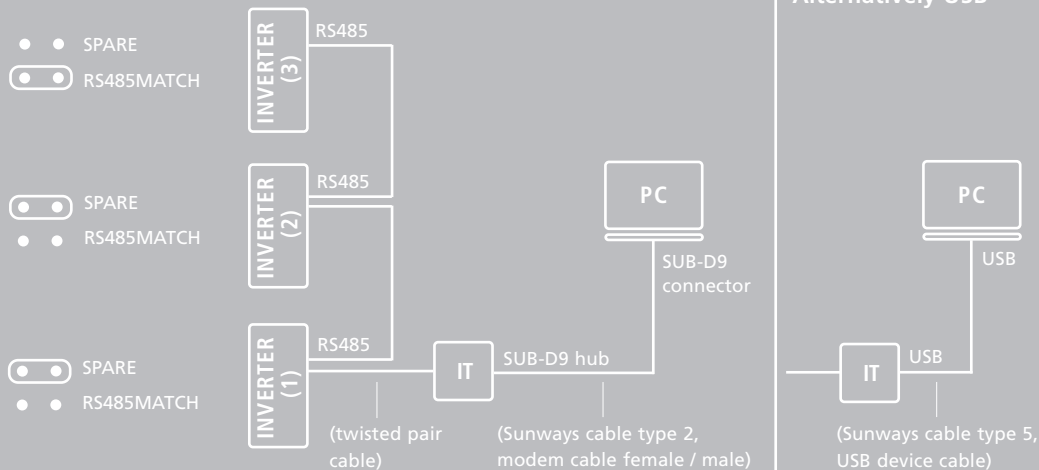 Alternatively USB
SPARE
RS485MATCH
INVERTER
(3)
RS485
SPARE
RS485MATCH
INVERTER
(2)
RS485
PC
SUB-D9
connector
PC
USB
SPARE
RS485MATCH
INVERTER
(1)
RS485
IT
SUB-D9 hub
IT
USB
(twisted pair
cable)
(Sunways cable type 2,
modem cable female / male)
(Sunways cable type 5,
USB device cable)